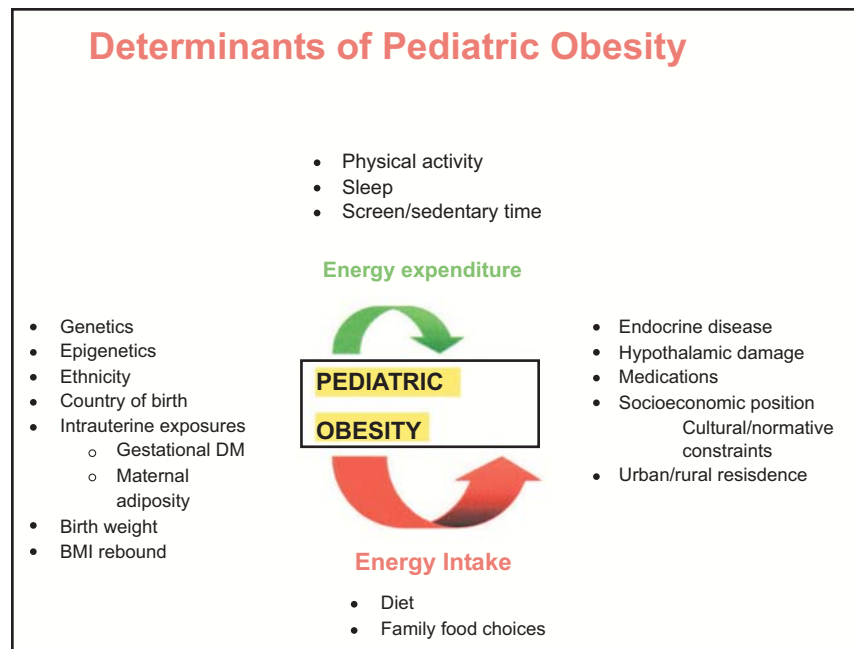 Determinants of Pediatric Obesity
• Physical activity
• Sleep
• Screen/sedentary time
Energy expenditure
• Genetics
• Epigenetics
• Ethnicity
• Country of birth
• Intrauterine exposures
o Gestational DM
o Maternal
adiposity
• Birth weight
• BMI rebound
PEDIATRIC
OBESITY
• Endocrine disease
• Hypothalamic damage
• Medications
• Socioeconomic position
Cultural/normative
constraints
• Urban/rural resisdence
Energy Intake
• Diet
• Family food choices